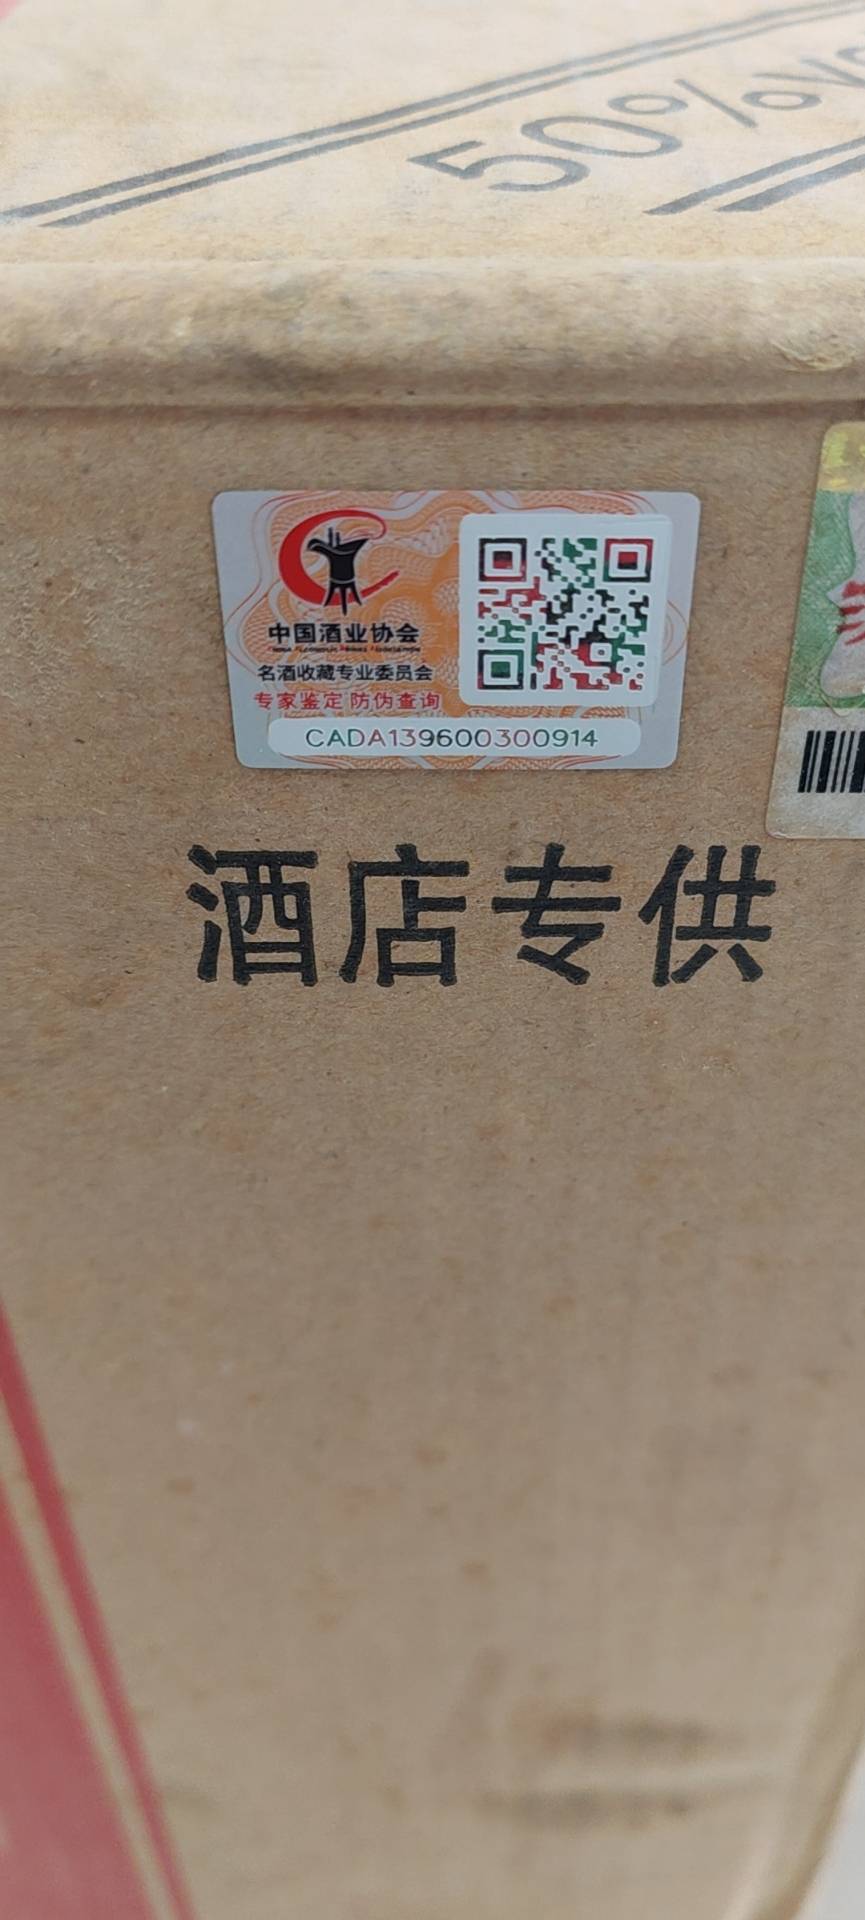 50%vo
中国酒业协会
名酒收藏专业委员会
专家鉴定 防伪查询
CADA139600300914
酒店专供